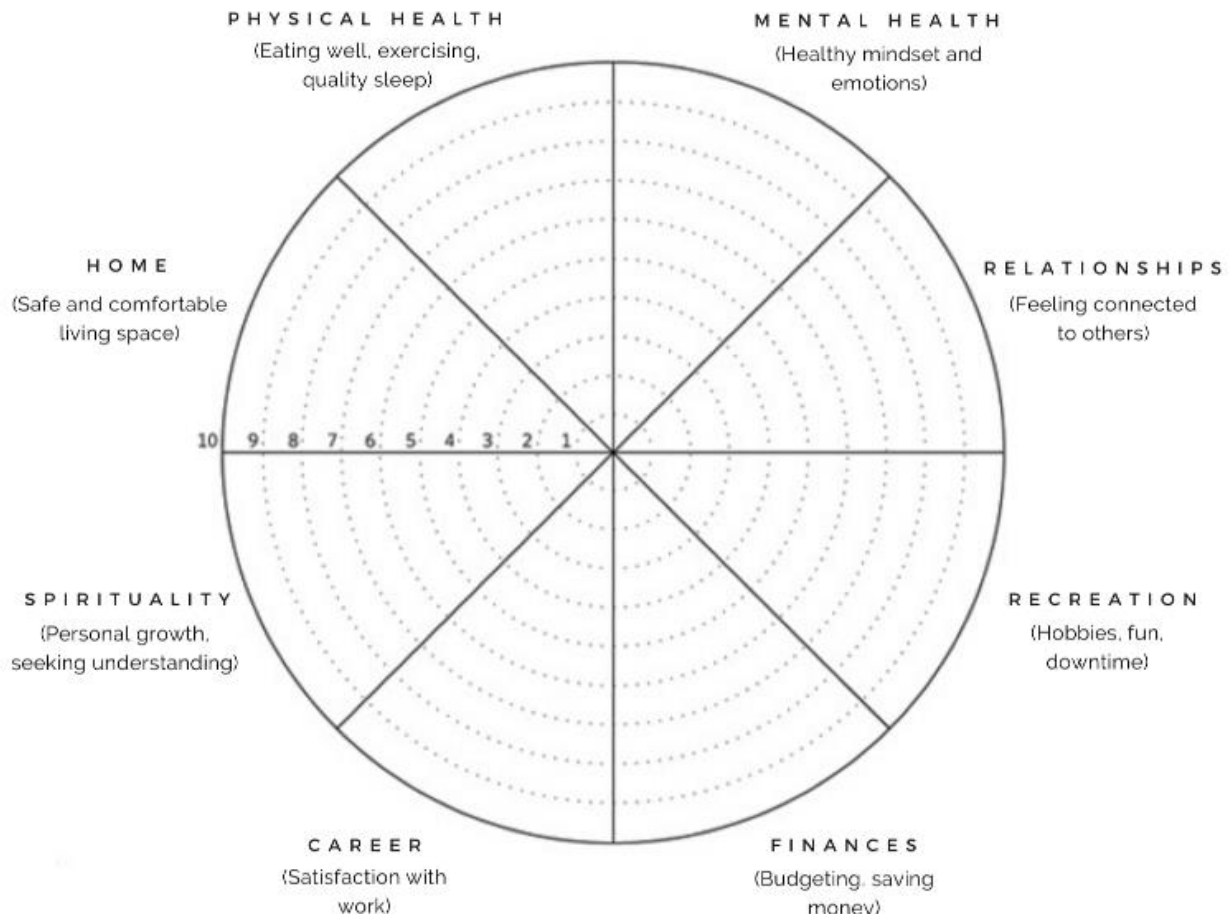 PHYSICAL HEALTH
(Eating well, exercising,
quality sleep)
MENTAL HEALTH
(Healthy mindset and
emotions)
HOME
(Safe and comfortable
living space)
RELATIONSHIPS
(Feeling connected
to others)
10 9 8 7 6 5 4 3 2 1
SPIRITUALITY
(Personal growth,
seeking understanding)
RECREATION
(Hobbies, fun,
downtime)
CAREER
(Satisfaction with
work)
FINANCES
(Budgeting, saving
money)